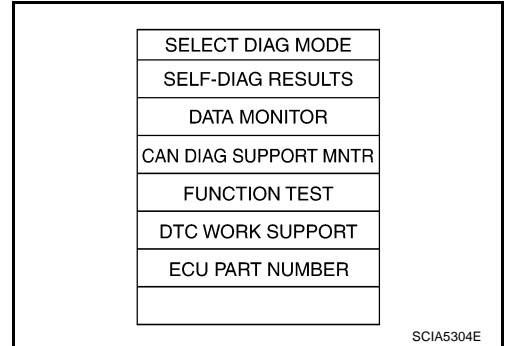 SELECT DIAG MODE
SELF-DIAG RESULTS
DATA MONITOR
CAN DIAG SUPPORT MNTR
FUNCTION TEST
DTC WORK SUPPORT
ECU PART NUMBER
SCIA5304E